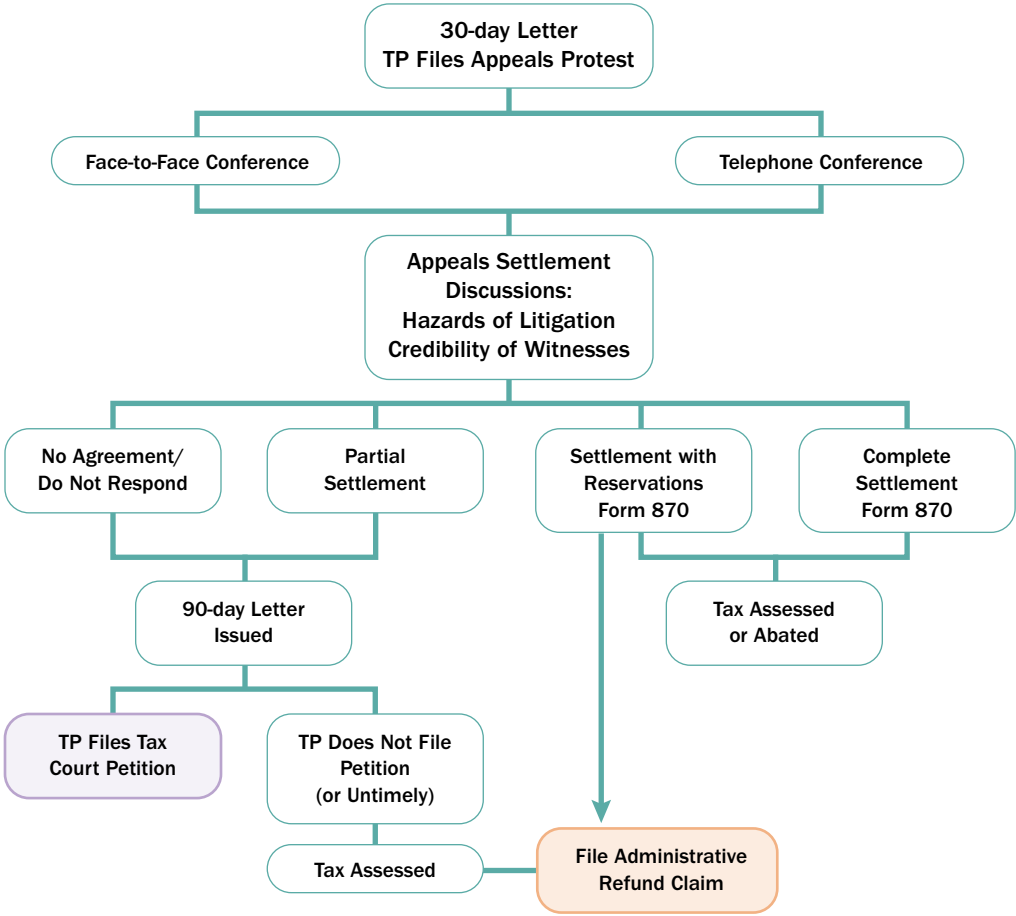 30-day Letter
TP Files Appeals Protest
Face-to-Face Conference
Telephone Conference
Appeals Settlement
Discussions:
Hazards of Litigation
Credibility of Witnesses
No Agreement/
Do Not Respond
Partial
Settlement
Settlement with
Reservations
Form 870
Complete
Settlement
Form 870
90-day Letter
Issued
Tax Assessed
or Abated
TP Files Tax
Court Petition
TP Does Not File
Petition
(or Untimely)
Tax Assessed
File Administrative
Refund Claim